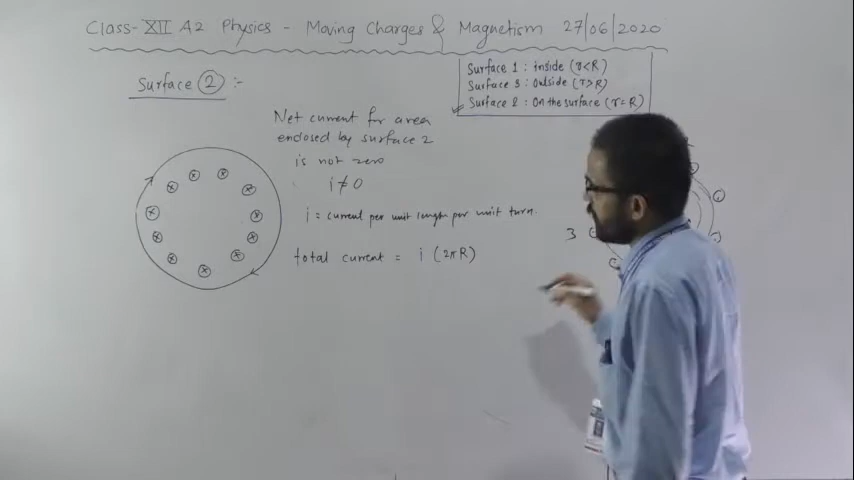 Class-XII A2 Physics - Moving Charges & Magnetism 27/06/2020
Surface 1 : inside (r<R)
Surface 3 : Outside (r>R)
Surface 2 : On the surface (r=R)
Surface 2 :-
Net current for area
enclosed by surface 2
is not zero
i≠0
i = current per unit length per unit turn.
total current = i (2πR)
3